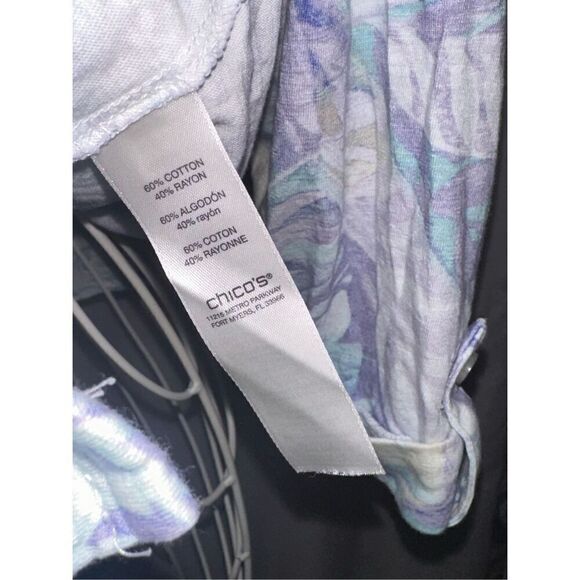 60% COTTON
40% RAYON
60% ALGODÓN
40% rayón
60% COTON
40% RAYONNE
chico's®
11215 METRO PARKWAY
FORT MYERS, FL 33966